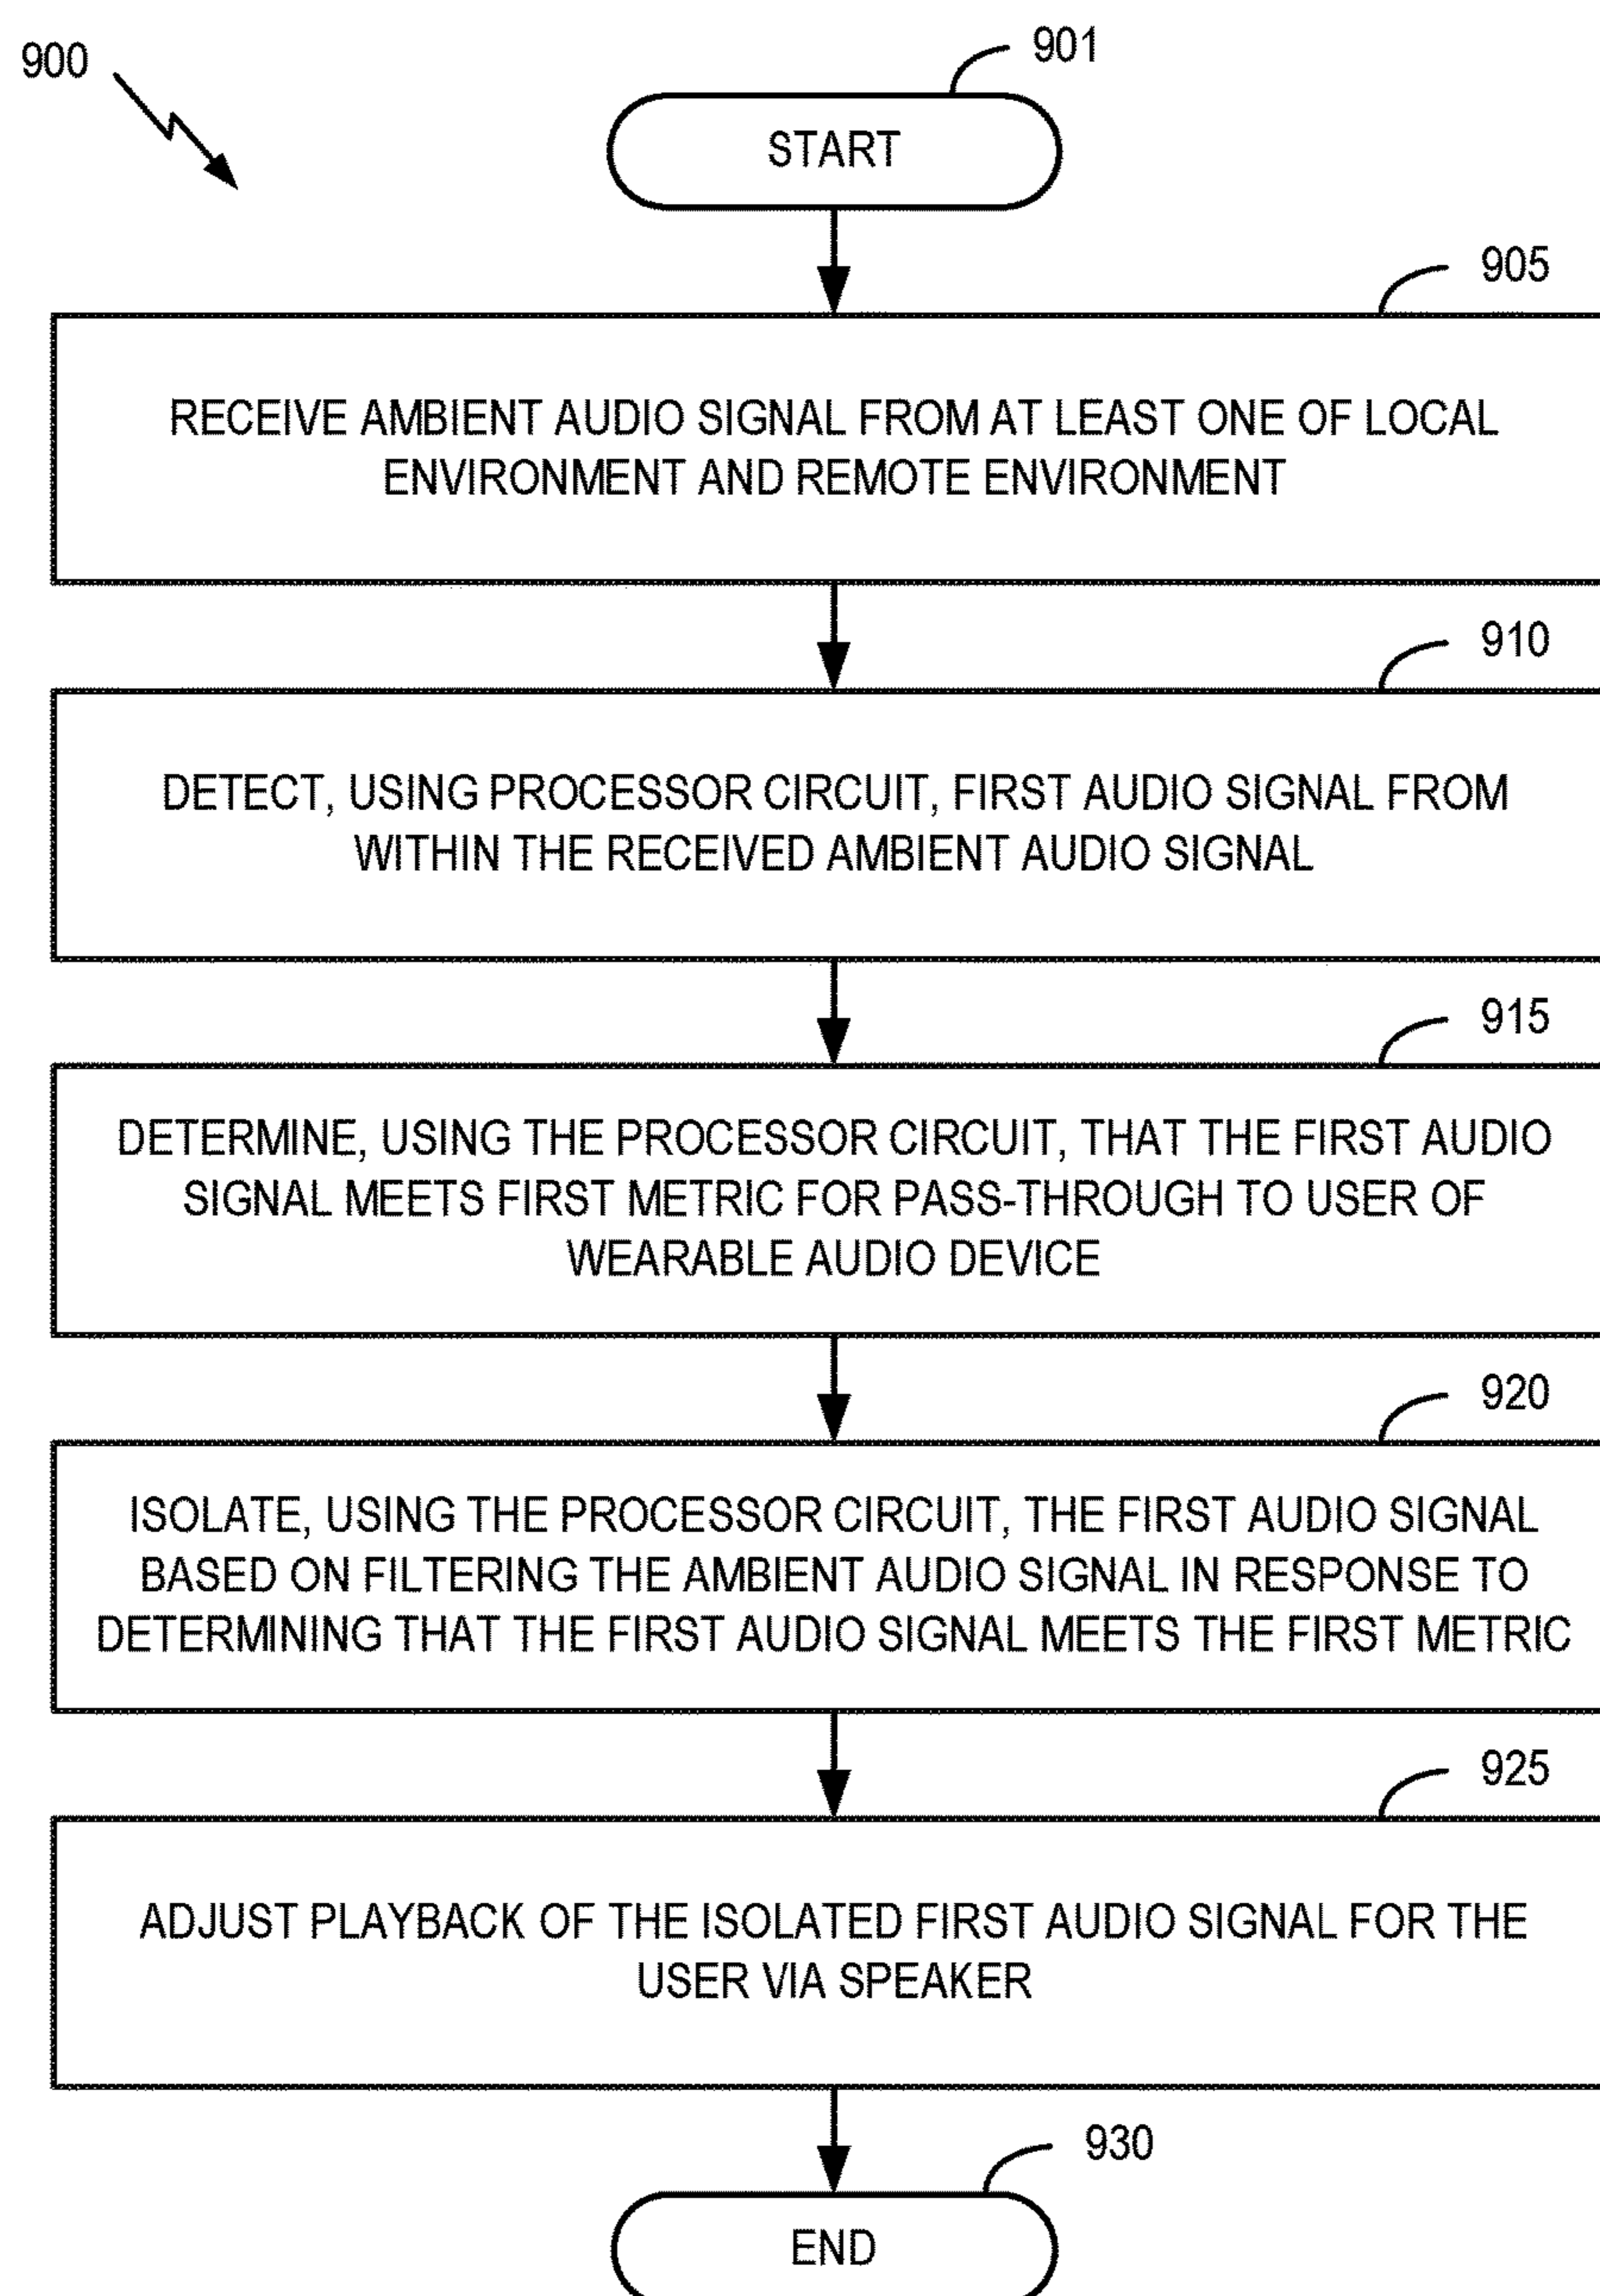 900
901
START
905
RECEIVE AMBIENT AUDIO SIGNAL FROM AT LEAST ONE OF LOCAL
ENVIRONMENT AND REMOTE ENVIRONMENT
910
DETECT, USING PROCESSOR CIRCUIT, FIRST AUDIO SIGNAL FROM
WITHIN THE RECEIVED AMBIENT AUDIO SIGNAL
915
DETERMINE, USING THE PROCESSOR CIRCUIT, THAT THE FIRST AUDIO
SIGNAL MEETS FIRST METRIC FOR PASS-THROUGH TO USER OF
WEARABLE AUDIO DEVICE
920
ISOLATE, USING THE PROCESSOR CIRCUIT, THE FIRST AUDIO SIGNAL
BASED ON FILTERING THE AMBIENT AUDIO SIGNAL IN RESPONSE TO
DETERMINING THAT THE FIRST AUDIO SIGNAL MEETS THE FIRST METRIC
925
ADJUST PLAYBACK OF THE ISOLATED FIRST AUDIO SIGNAL FOR THE
USER VIA SPEAKER
930
END